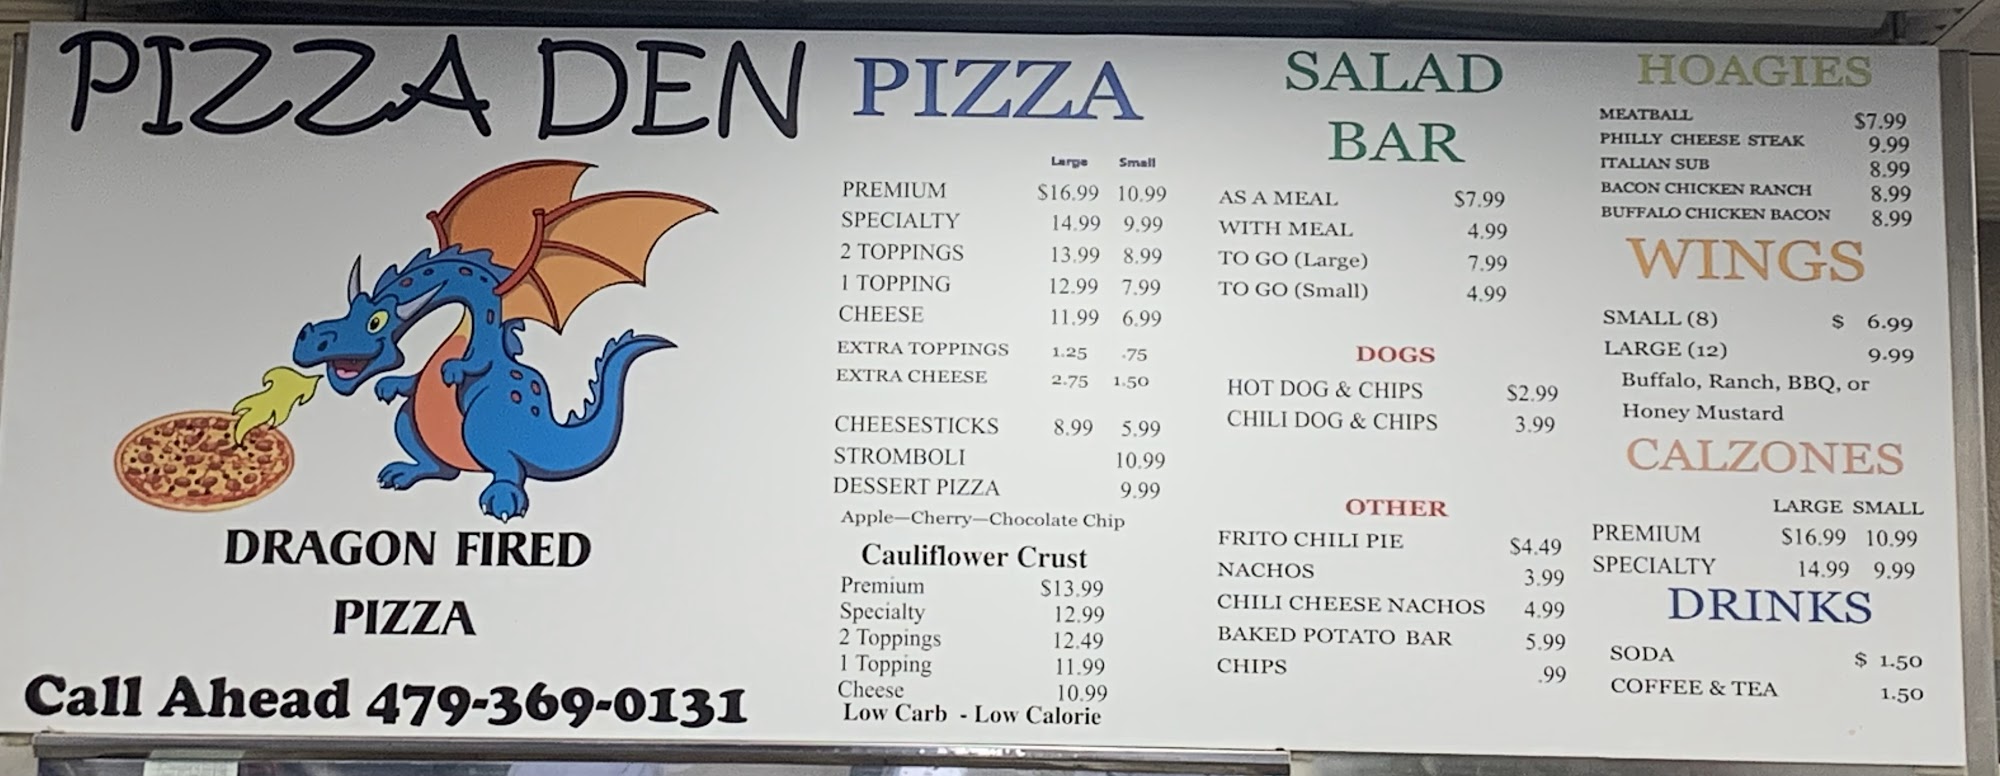 PIZZA DEN
DRAGON FIRED
PIZZA
Call Ahead 479-369-0131
PIZZA
Large Small
PREMIUM $16.99 10.99
SPECIALTY 14.99 9.99
2 TOPPINGS 13.99 8.99
1 TOPPING 12.99 7.99
CHEESE 11.99 6.99
EXTRA TOPPINGS 1.25 .75
EXTRA CHEESE 2.75 1.50
CHEESESTICKS 8.99 5.99
STROMBOLI 10.99
DESSERT PIZZA 9.99
Apple—Cherry—Chocolate Chip
Cauliflower Crust
Premium $13.99
Specialty 12.99
2 Toppings 12.49
1 Topping 11.99
Cheese 10.99
Low Carb - Low Calorie
SALAD
BAR
AS A MEAL $7.99
WITH MEAL 4.99
TO GO (Large) 7.99
TO GO (Small) 4.99
DOGS
HOT DOG & CHIPS $2.99
CHILI DOG & CHIPS 3.99
OTHER
FRITO CHILI PIE $4.49
NACHOS 3.99
CHILI CHEESE NACHOS 4.99
BAKED POTATO BAR 5.99
CHIPS .99
HOAGIES
MEATBALL $7.99
PHILLY CHEESE STEAK 9.99
ITALIAN SUB 8.99
BACON CHICKEN RANCH 8.99
BUFFALO CHICKEN BACON 8.99
WINGS
SMALL (8) $ 6.99
LARGE (12) 9.99
Buffalo, Ranch, BBQ, or
Honey Mustard
CALZONES
LARGE SMALL
PREMIUM $16.99 10.99
SPECIALTY 14.99 9.99
DRINKS
SODA $ 1.50
COFFEE & TEA 1.50